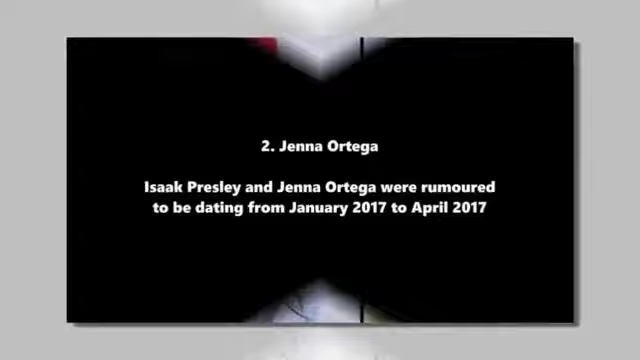 2. Jenna Ortega
Isaak Presley and Jenna Ortega were rumoured
to be dating from January 2017 to April 2017